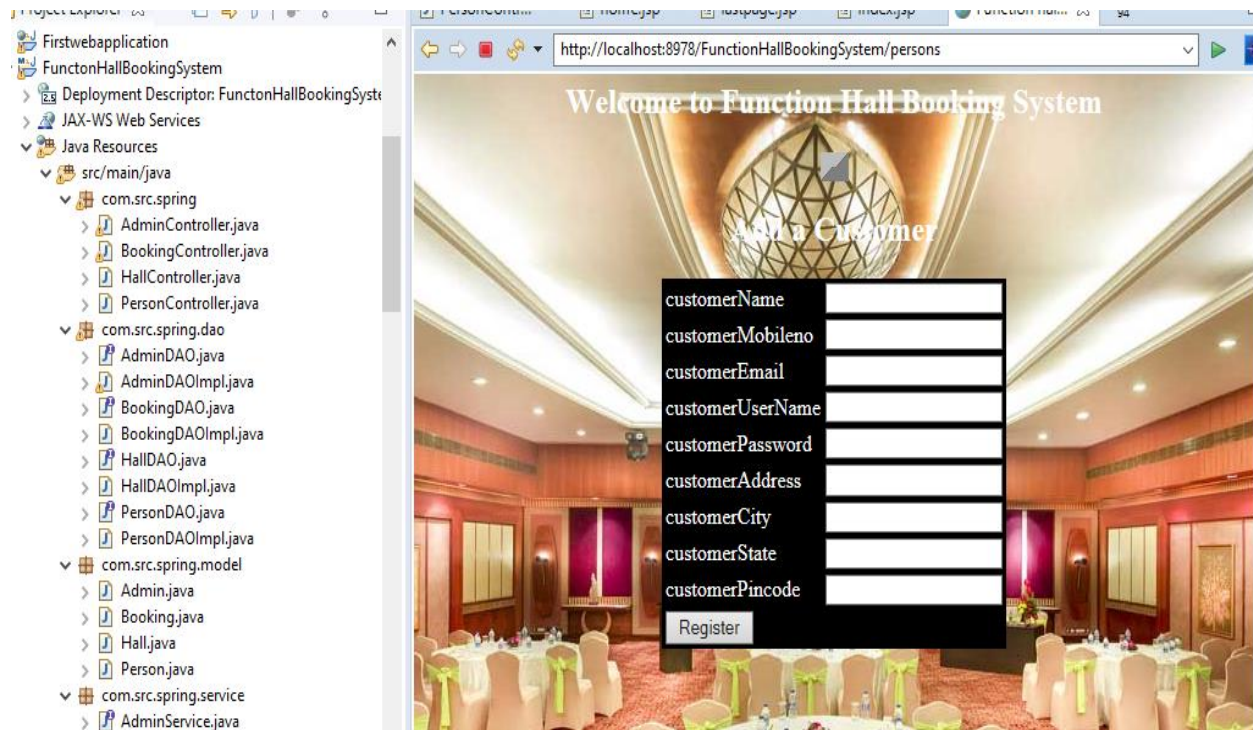 Project Explorer
Firstwebapplication
FunctonHallBookingSystem
Deployment Descriptor: FunctonHallBookingSyste
JAX-WS Web Services
Java Resources
src/main/java
com.src.spring
AdminController.java
BookingController.java
HallController.java
PersonController.java
com.src.spring.dao
AdminDAO.java
AdminDAOImpl.java
BookingDAO.java
BookingDAOImpl.java
HallDAO.java
HallDAOImpl.java
PersonDAO.java
PersonDAOImpl.java
com.src.spring.model
Admin.java
Booking.java
Hall.java
Person.java
com.src.spring.service
AdminService.java
PersonContr... home.jsp lastpage.jsp index.jsp Function hal... 94
http://localhost:8978/FunctionHallBookingSystem/persons
Welcome to Function Hall Booking System
Add a Customer
customerName
customerMobileno
customerEmail
customerUserName
customerPassword
customerAddress
customerCity
customerState
customerPincode
Register